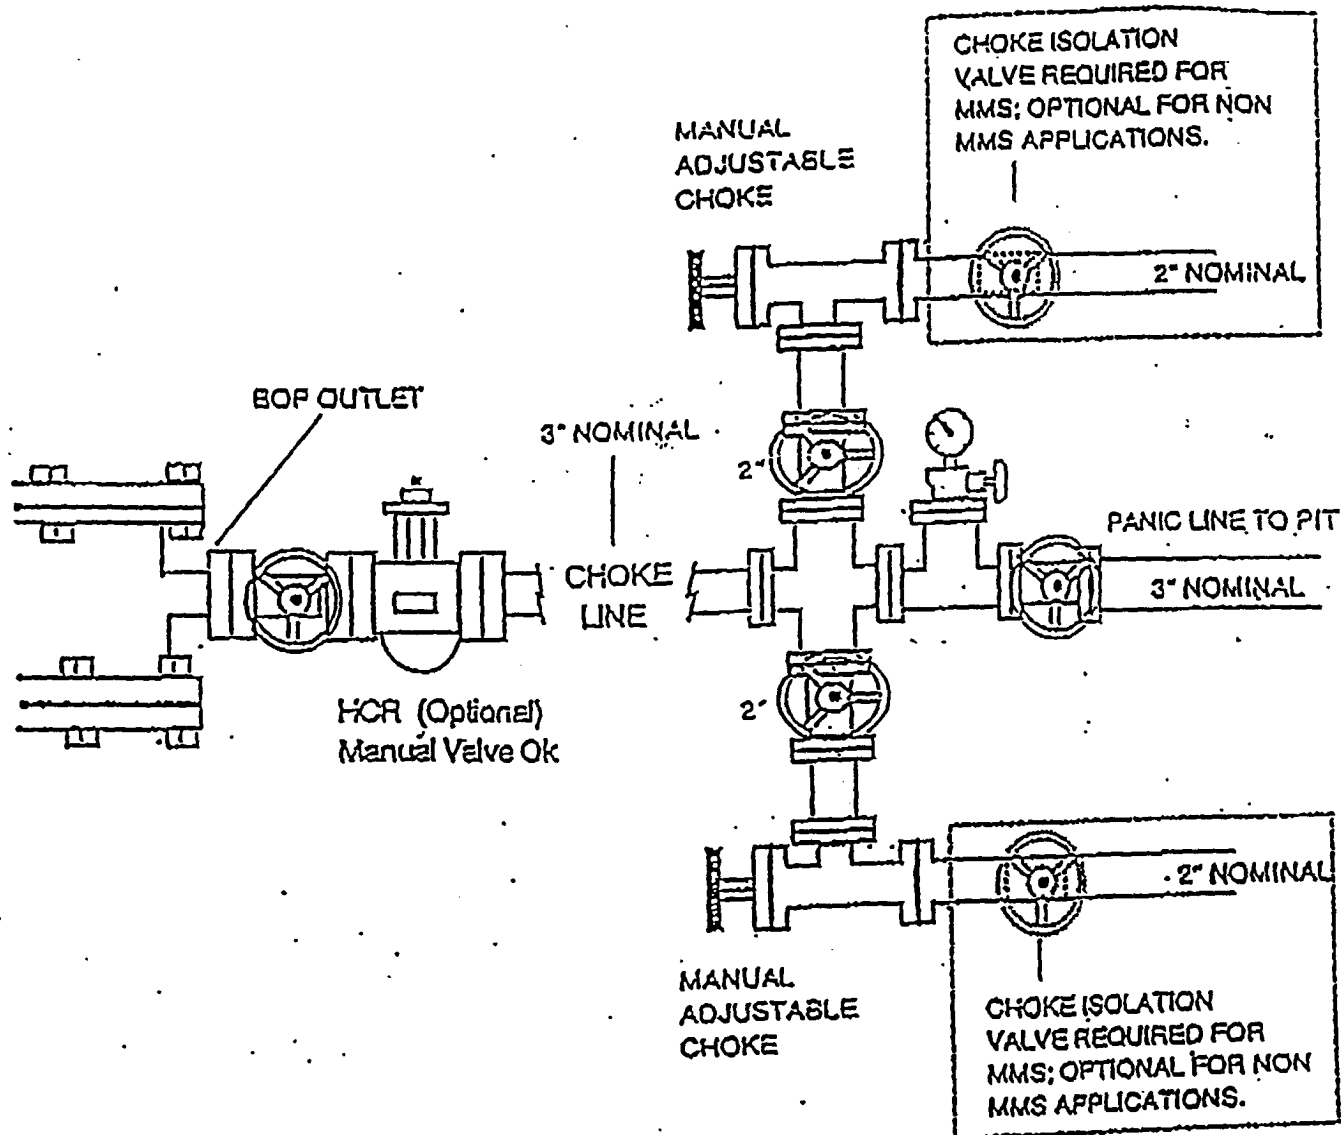 CHOKE ISOLATION
VALVE REQUIRED FOR
MMS; OPTIONAL FOR NON
MMS APPLICATIONS.
MANUAL
ADJUSTABLE
CHOKE
2" NOMINAL
BOP OUTLET
3" NOMINAL
2"
PANIC LINE TO PIT
3" NOMINAL
CHOKE
LINE
HCR (Optional)
Manual Valve Ok
2"
2" NOMINAL
MANUAL
ADJUSTABLE
CHOKE
CHOKE ISOLATION
VALVE REQUIRED FOR
MMS; OPTIONAL FOR NON
MMS APPLICATIONS.